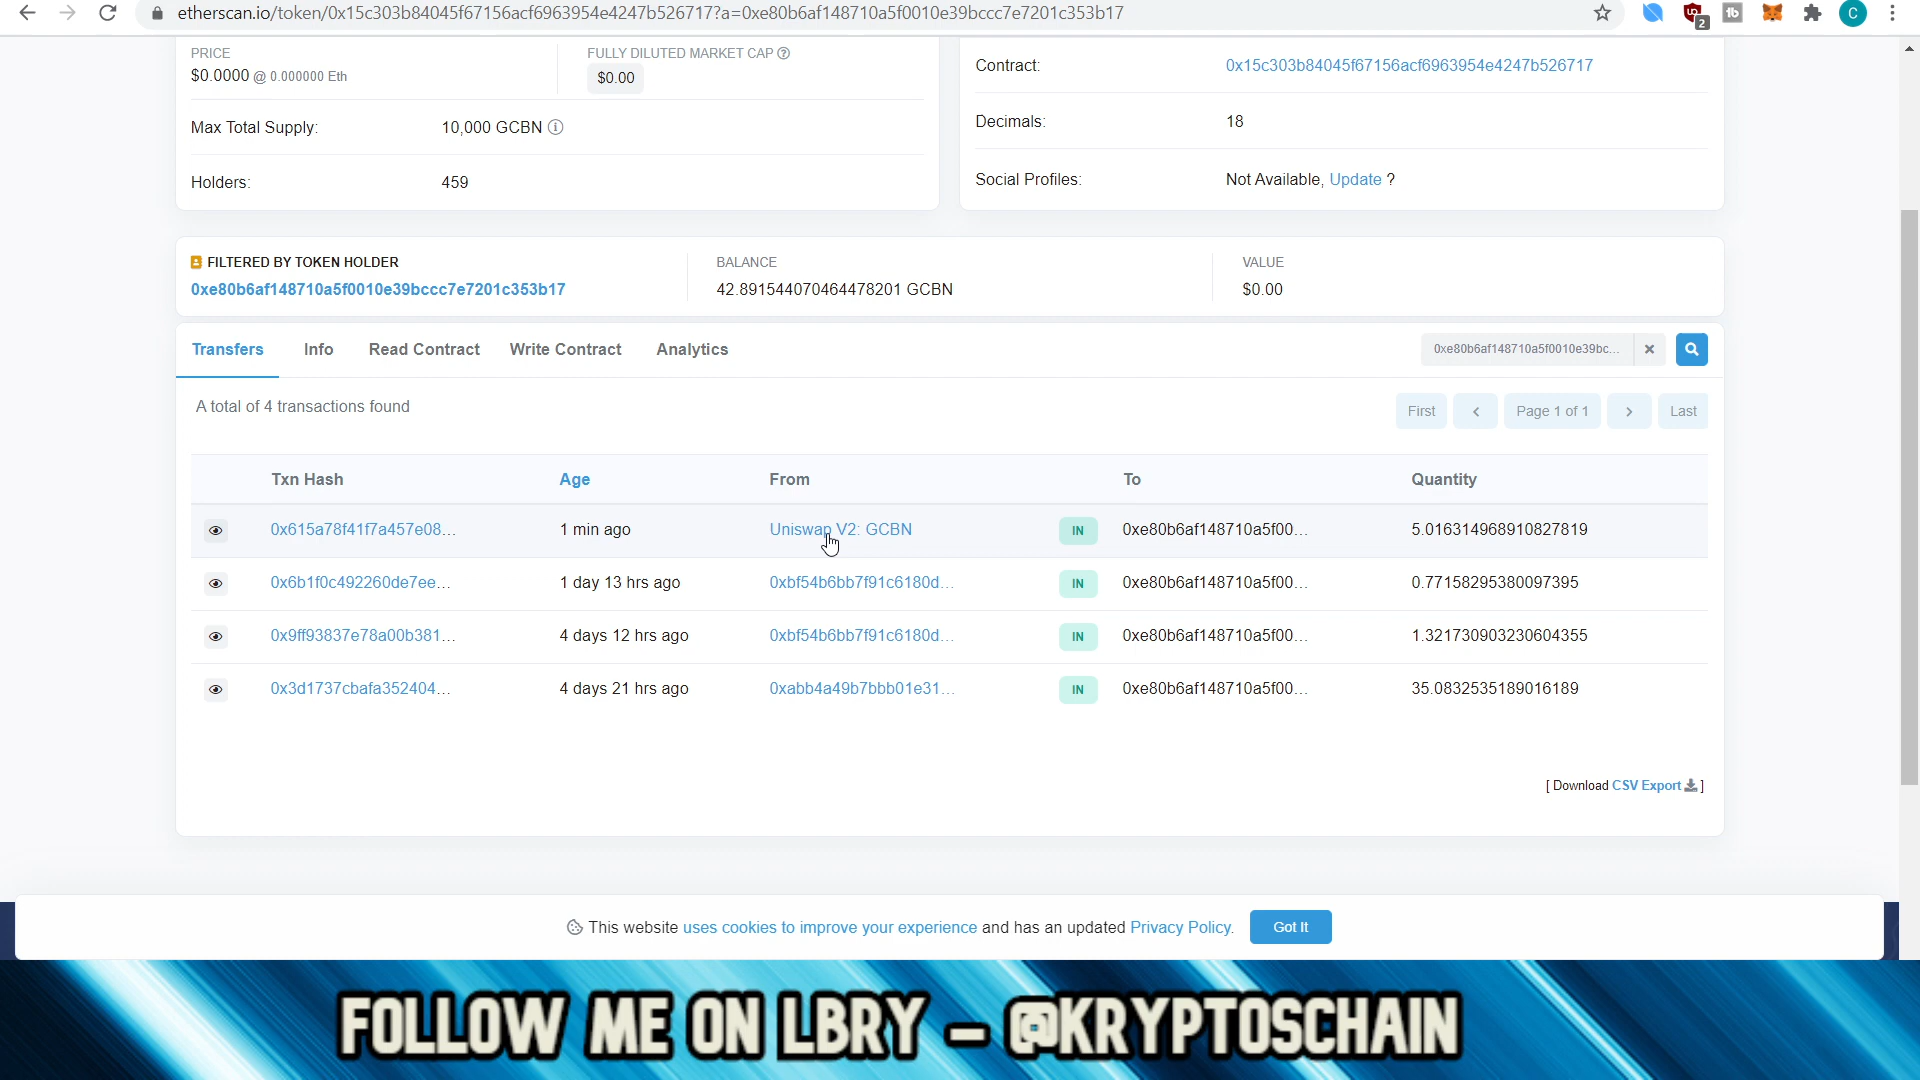 etherscan.io/token/0x15c303b84045f67156acf6963954e4247b526717?a=0xe80b6af148710a5f0010e39bccc7e7201c353b17
2
C
PRICE
$0.0000 @ 0.000000 Eth
FULLY DILUTED MARKET CAP
$0.00
Max Total Supply: 10,000 GCBN
Holders: 459
Contract: 0x15c303b84045f67156acf6963954e4247b526717
Decimals: 18
Social Profiles: Not Available, Update ?
FILTERED BY TOKEN HOLDER
0xe80b6af148710a5f0010e39bccc7e7201c353b17
BALANCE
42.891544070464478201 GCBN
VALUE
$0.00
Transfers Info Read Contract Write Contract Analytics
0xe80b6af148710a5f0010e39bc...
A total of 4 transactions found
First Page 1 of 1 Last
Txn Hash Age From To Quantity
0x615a78f41f7a457e08... 1 min ago Uniswap V2: GCBN IN 0xe80b6af148710a5f00... 5.016314968910827819
0x6b1f0c492260de7ee... 1 day 13 hrs ago 0xbf54b6bb7f91c6180d... IN 0xe80b6af148710a5f00... 0.77158295380097395
0x9ff93837e78a00b381... 4 days 12 hrs ago 0xbf54b6bb7f91c6180d... IN 0xe80b6af148710a5f00... 1.321730903230604355
0x3d1737cbafa352404... 4 days 21 hrs ago 0xabb4a49b7bbb01e31... IN 0xe80b6af148710a5f00... 35.0832535189016189
[ Download CSV Export ]
This website uses cookies to improve your experience and has an updated Privacy Policy. Got It
FOLLOW ME ON LBRY – @KRYPTOSCHAIN